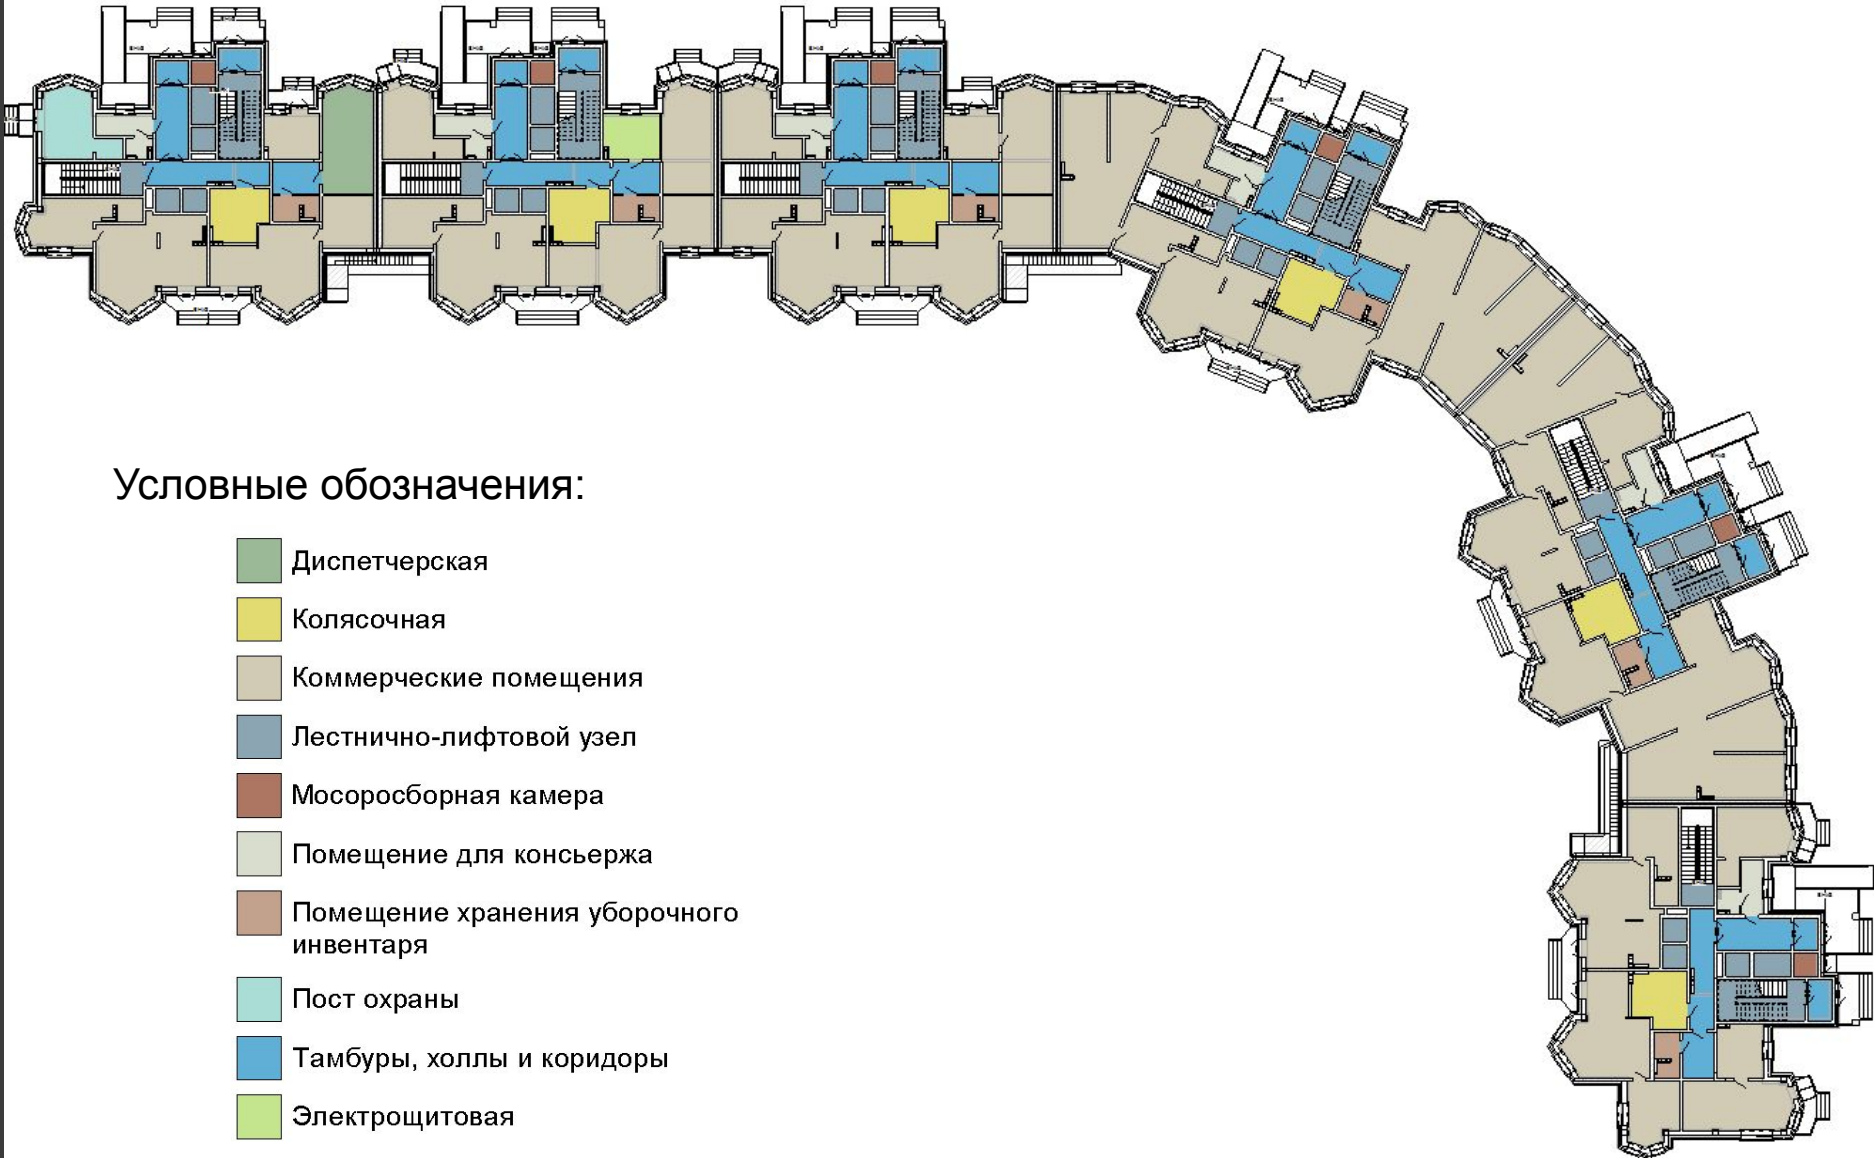 Условные обозначения:
Диспетчерская
Колясочная
Коммерческие помещения
Лестнично-лифтовой узел
Мосоросборная камера
Помещение для консьержа
Помещение хранения уборочного
инвентаря
Пост охраны
Тамбуры, холлы и коридоры
Электрощитовая